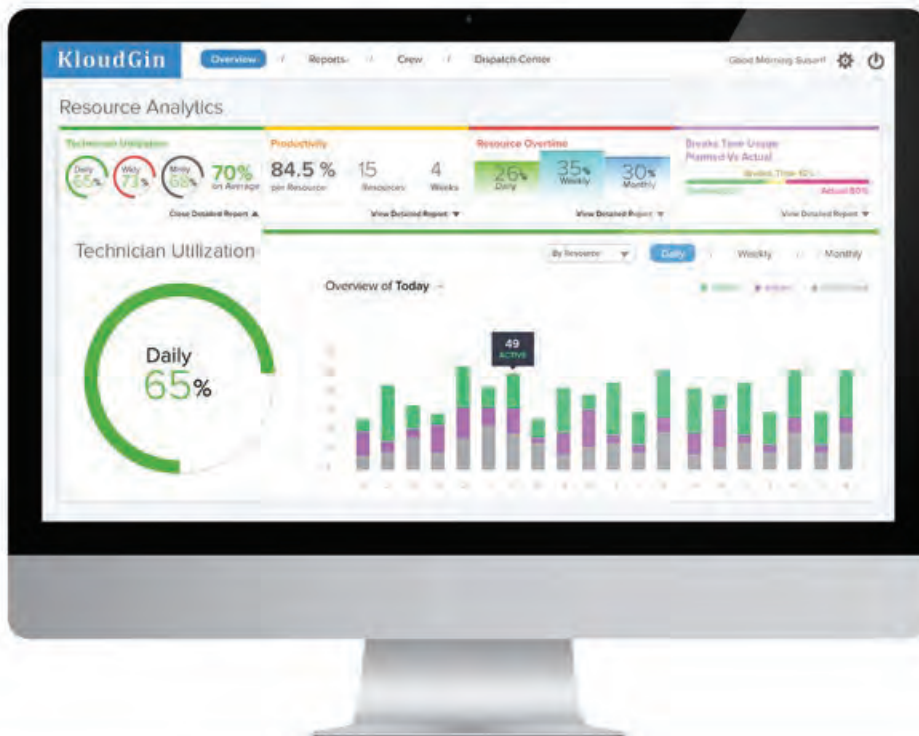 KloudGin Overview / Reports / Crew / Dispatch Center Good Morning Susan!
Resource Analytics
Technician Utilization Productivity Resource Overtime Breaks Time Usage
Planned Vs Actual
Daily 65% Wkly 73% Mntly 68% 70% on Average
84.5 % per Resource 15 Resources 4 Weeks
26% Daily 35% Weekly 30% Monthly
Actual 80%
Close Detailed Report ▲ View Detailed Report ▼ View Detailed Report ▼ View Detailed Report ▼
Technician Utilization By Resource ▼ Daily / Weekly / Monthly
Overview of Today
49
ACTIVE
Daily
65%